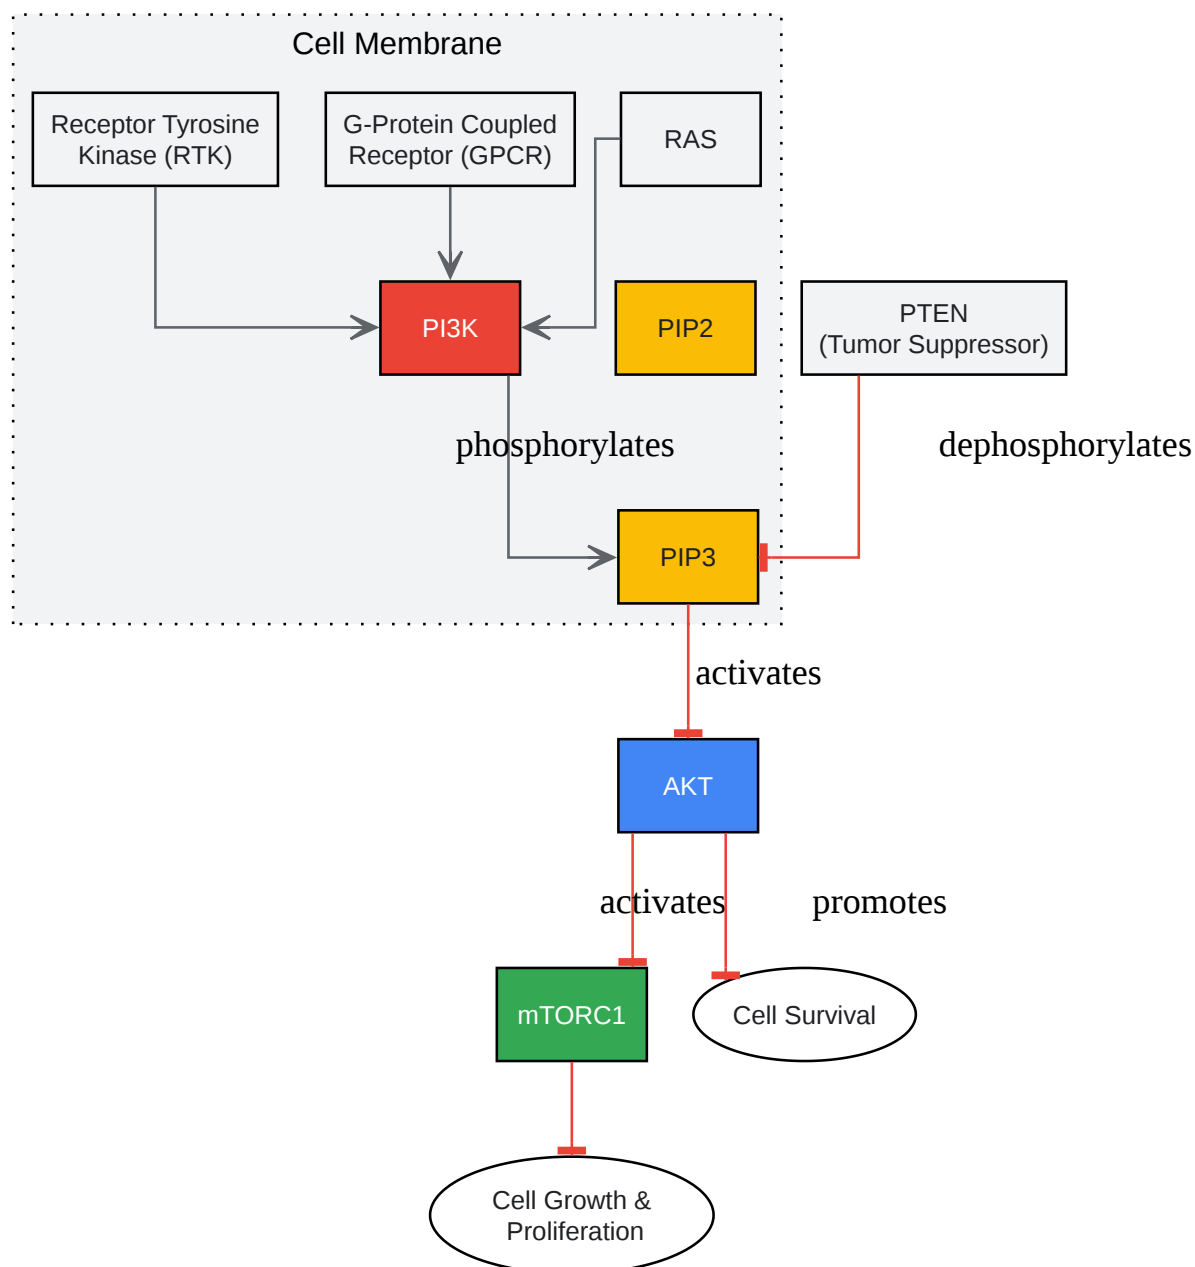 Cell Membrane
Receptor Tyrosine
Kinase (RTK)
G-Protein Coupled
Receptor (GPCR)
RAS
PI3K
PIP2
PTEN
(Tumor Suppressor)
phosphorylates
dephosphorylates
PIP3
activates
AKT
activates
promotes
mTORC1
Cell Survival
Cell Growth &
Proliferation